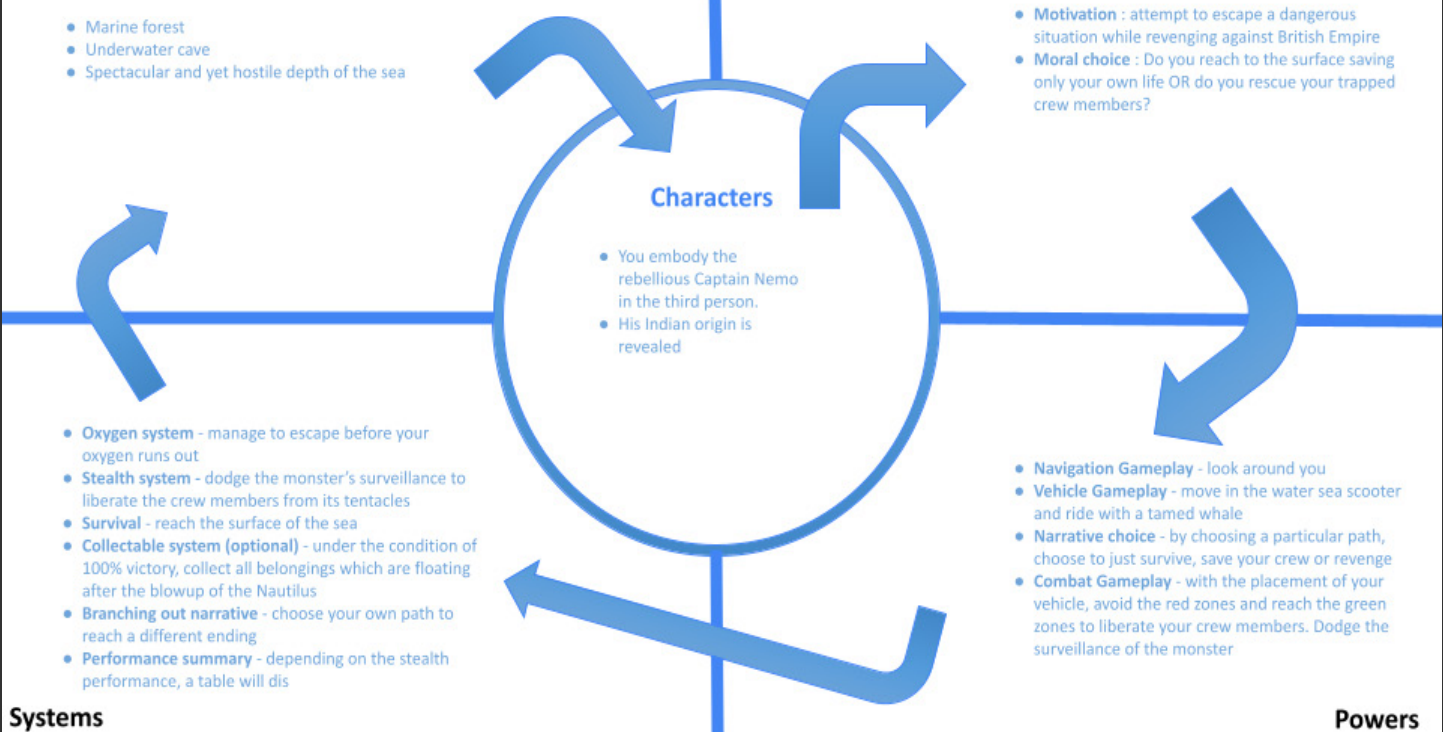 ● Marine forest
● Underwater cave
● Spectacular and yet hostile depth of the sea
● Motivation : attempt to escape a dangerous
situation while revenging against British Empire
● Moral choice : Do you reach to the surface saving
only your own life OR do you rescue your trapped
crew members?
Characters
● You embody the
rebellious Captain Nemo
in the third person.
● His Indian origin is
revealed
● Oxygen system - manage to escape before your
oxygen runs out
● Stealth system - dodge the monster's surveillance to
liberate the crew members from its tentacles
● Survival - reach the surface of the sea
● Collectable system (optional) - under the condition of
100% victory, collect all belongings which are floating
after the blowup of the Nautilus
● Branching out narrative - choose your own path to
reach a different ending
● Performance summary - depending on the stealth
performance, a table will dis
Systems
● Navigation Gameplay - look around you
● Vehicle Gameplay - move in the water sea scooter
and ride with a tamed whale
● Narrative choice - by choosing a particular path,
choose to just survive, save your crew or revenge
● Combat Gameplay - with the placement of your
vehicle, avoid the red zones and reach the green
zones to liberate your crew members. Dodge the
surveillance of the monster
Powers